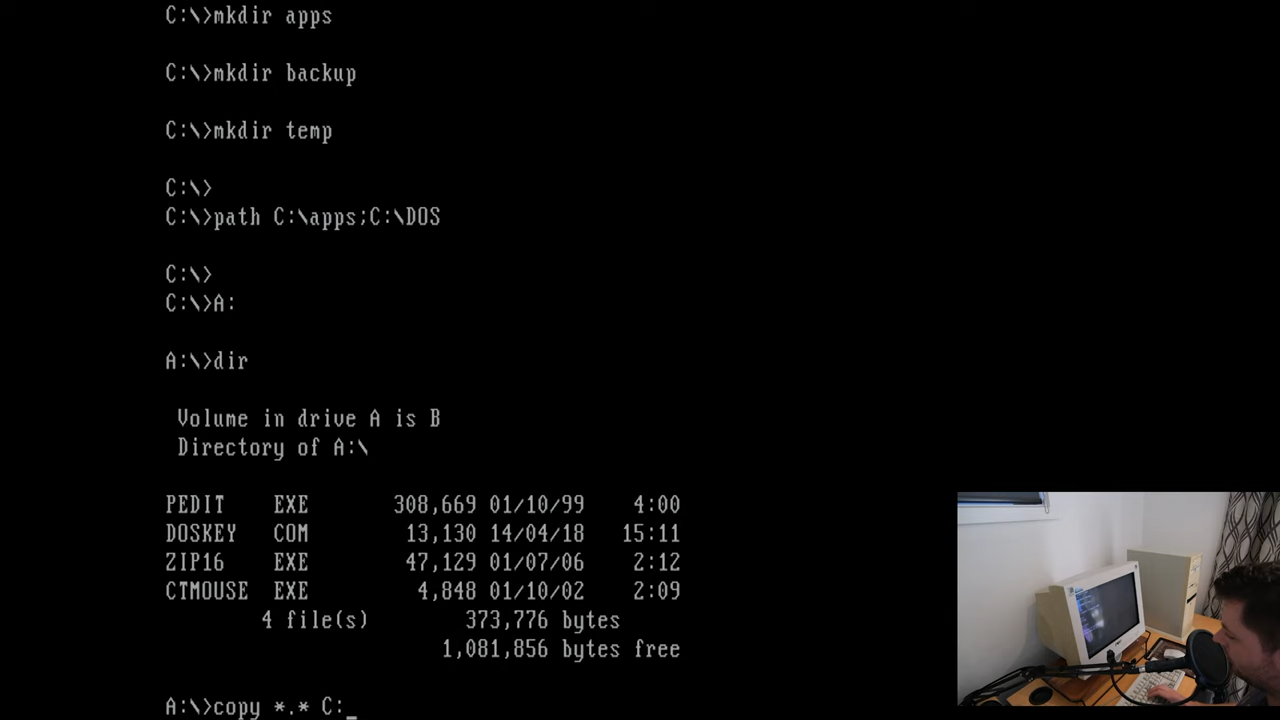 C:\>mkdir apps
C:\>mkdir backup
C:\>mkdir temp
C:\>
C:\>path C:\apps;C:\DOS
C:\>
C:\>A:
A:\>dir
Volume in drive A is B
Directory of A:\
PEDIT EXE 308,669 01/10/99 4:00
DOSKEY COM 13,130 14/04/18 15:11
ZIP16 EXE 47,129 01/07/06 2:12
CTMOUSE EXE 4,848 01/10/02 2:09
4 file(s) 373,776 bytes
1,081,856 bytes free
A:\>copy *.* C:_